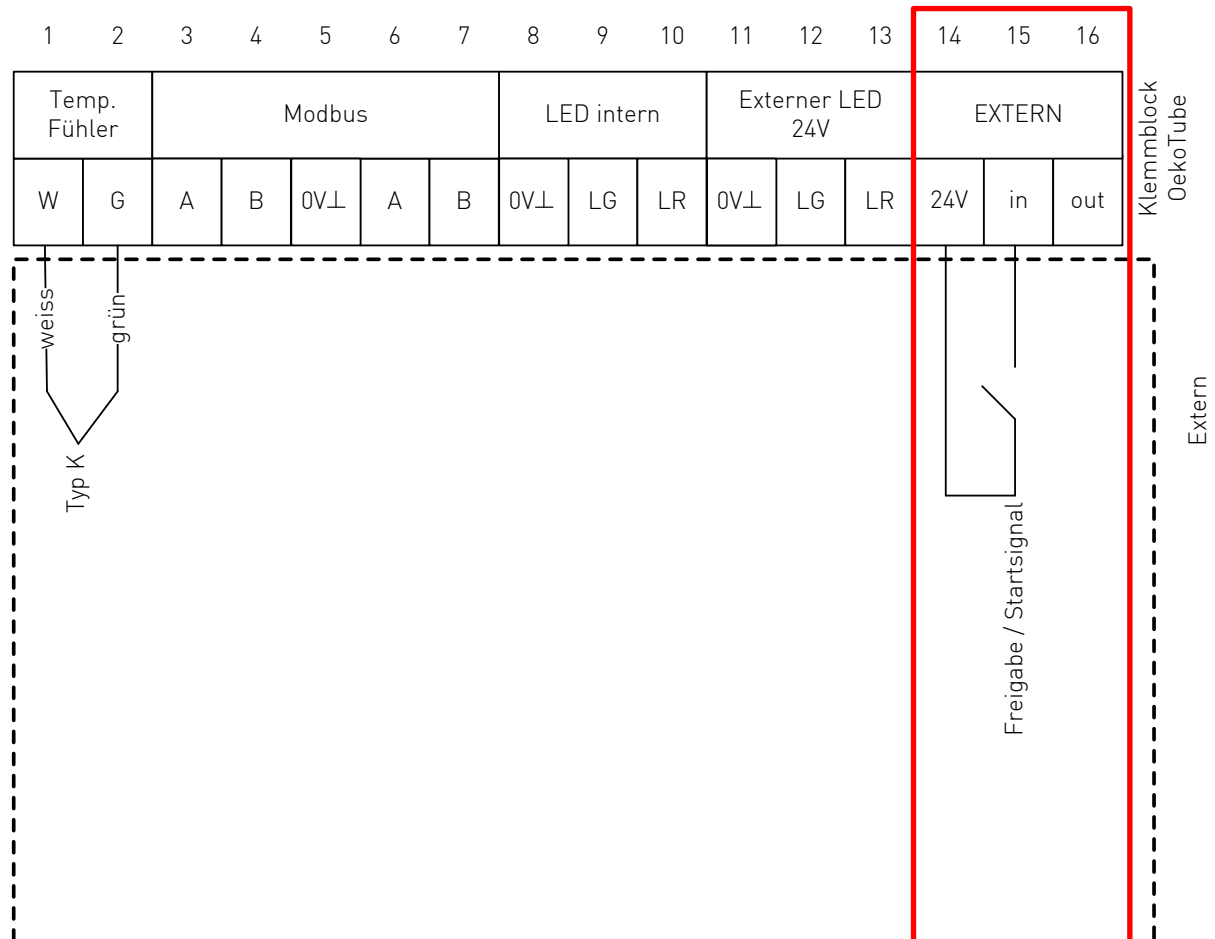 1 2 3 4 5 6 7 8 9 10 11 12 13 14 15 16
Temp.
Fühler
Modbus
LED intern
Externer LED
24V
EXTERN
Klemmblock
OekoTube
W G A B 0V⊥ A B 0V⊥ LG LR 0V⊥ LG LR 24V in out
weiss
grün
Typ K
Freigabe / Startsignal
Extern